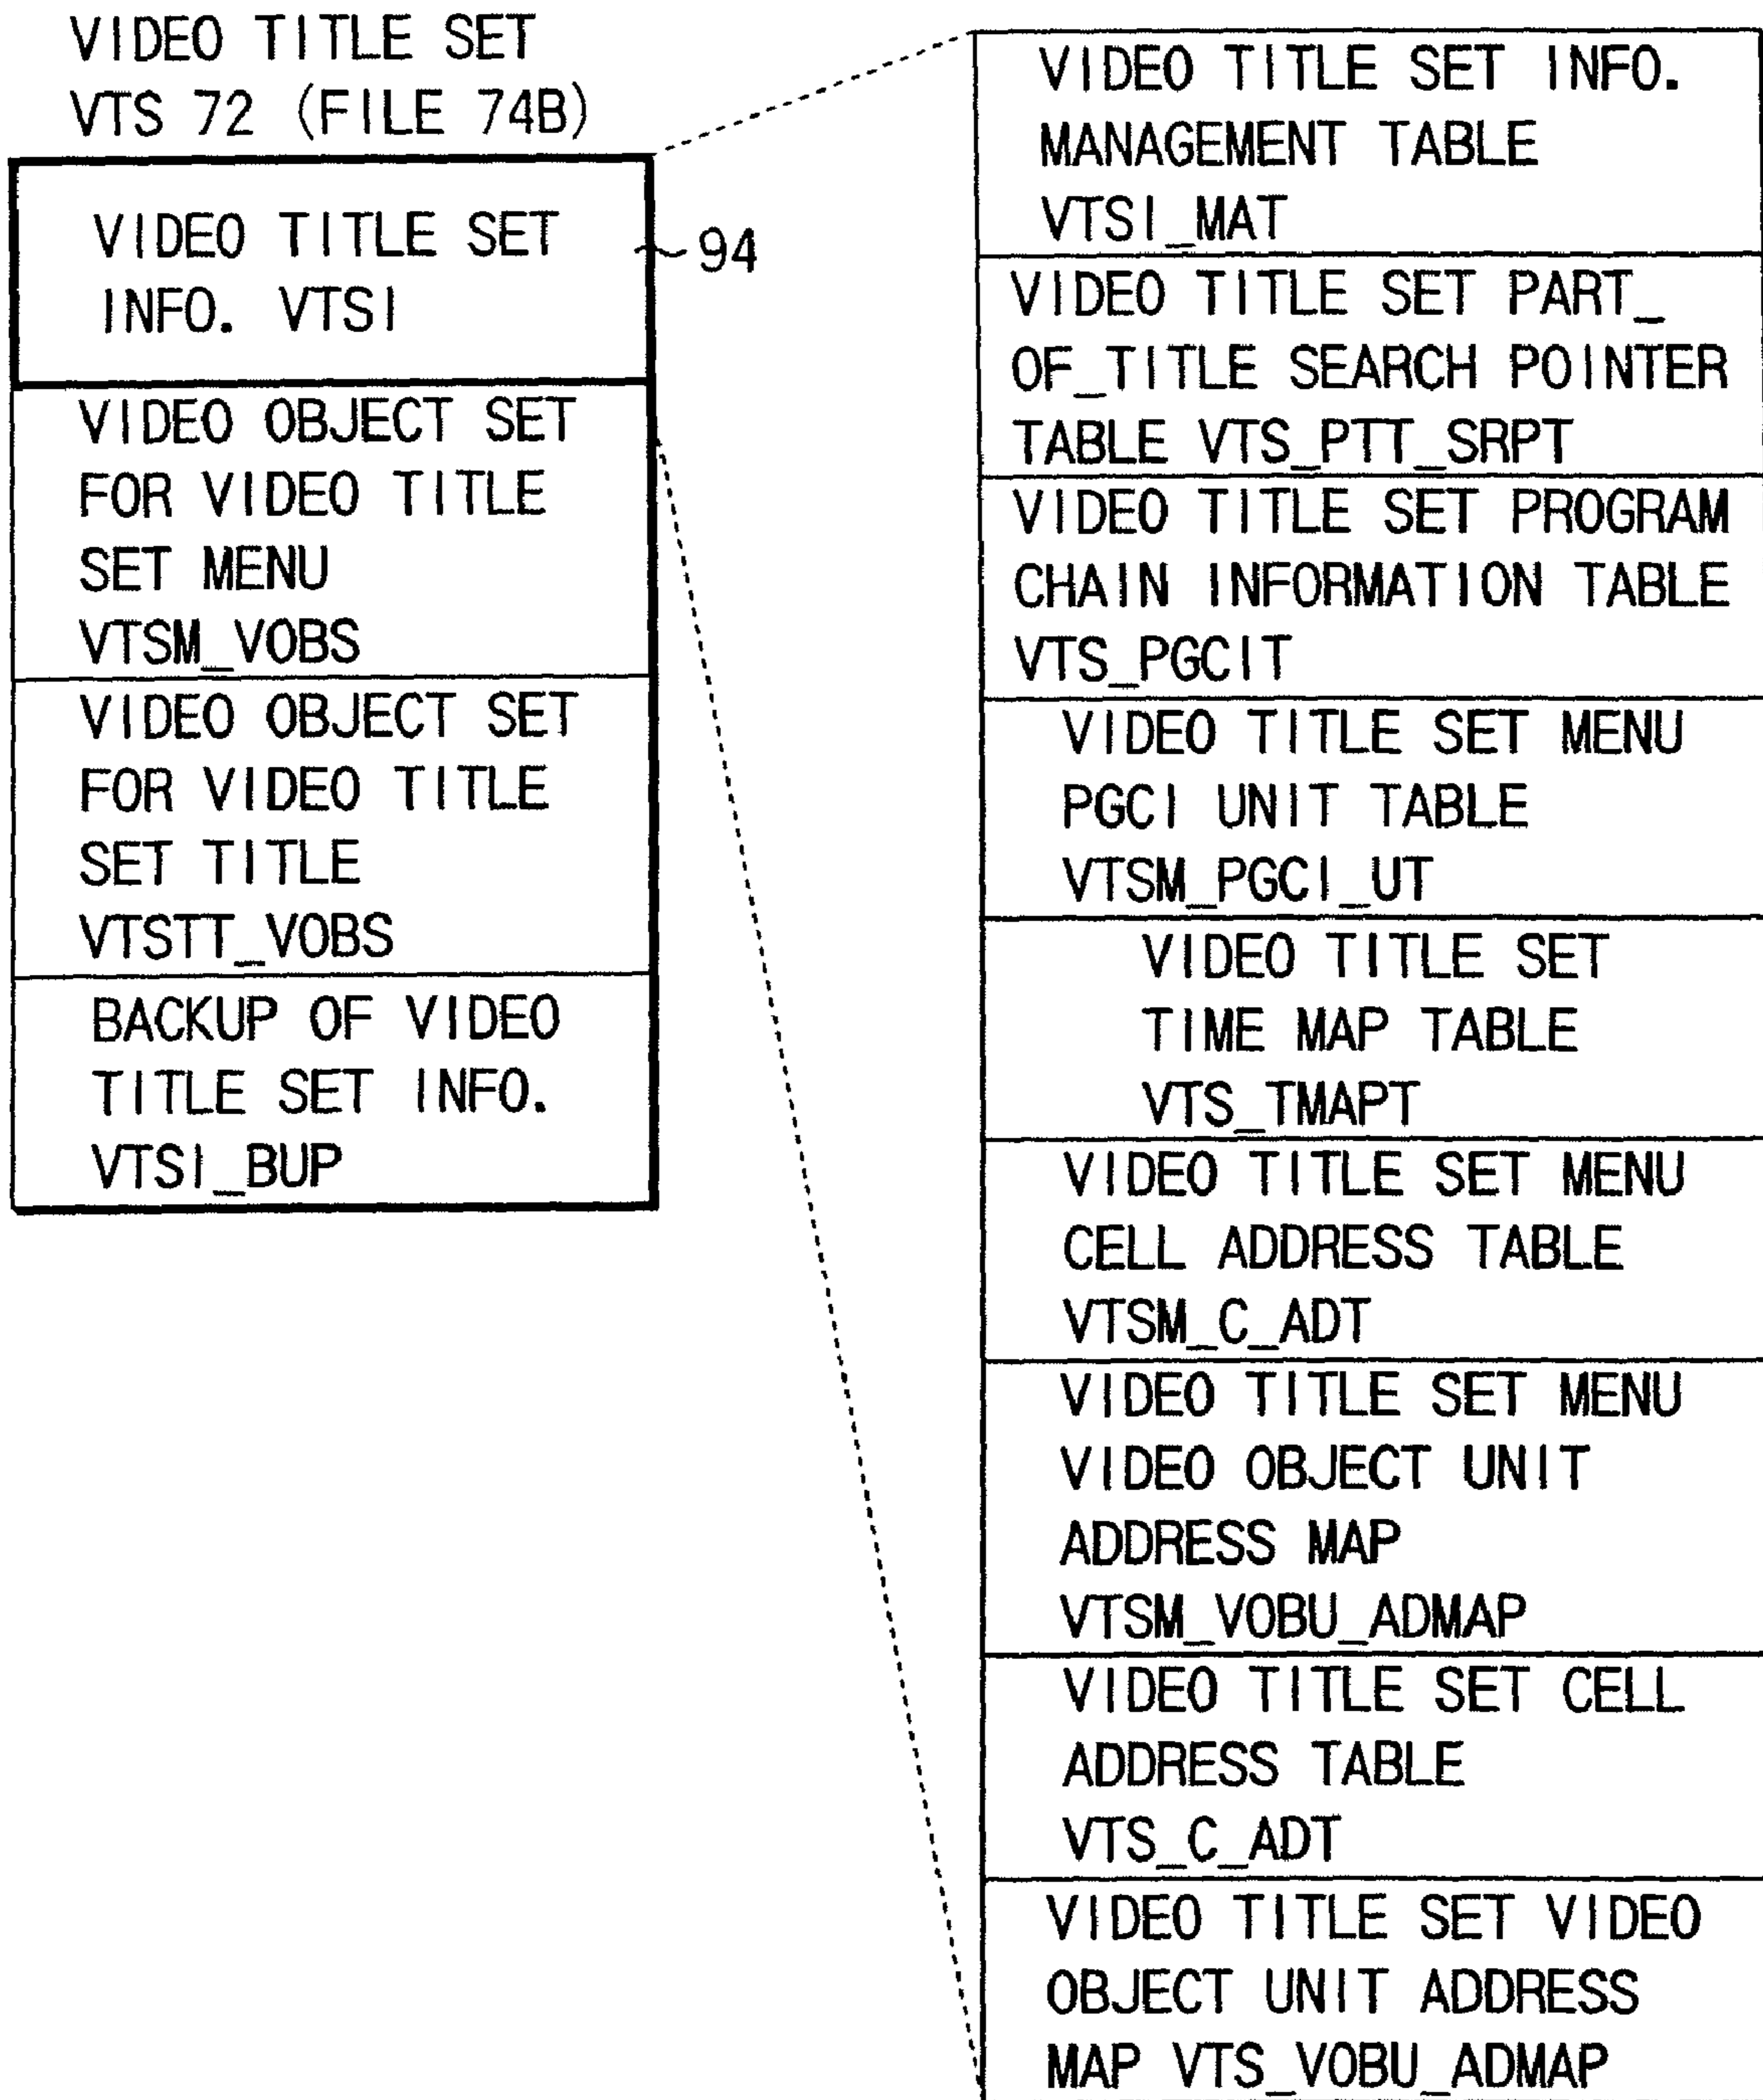 VIDEO TITLE SET
VTS 72 (FILE 74B)
VIDEO TITLE SET
INFO. VTSI
94
VIDEO OBJECT SET
FOR VIDEO TITLE
SET MENU
VTSM_VOBS
VIDEO OBJECT SET
FOR VIDEO TITLE
SET TITLE
VTSTT_VOBS
BACKUP OF VIDEO
TITLE SET INFO.
VTSI_BUP
VIDEO TITLE SET INFO.
MANAGEMENT TABLE
VTSI_MAT
VIDEO TITLE SET PART_
OF_TITLE SEARCH POINTER
TABLE VTS_PTT_SRPT
VIDEO TITLE SET PROGRAM
CHAIN INFORMATION TABLE
VTS_PGCIT
VIDEO TITLE SET MENU
PGCI UNIT TABLE
VTSM_PGCI_UT
VIDEO TITLE SET
TIME MAP TABLE
VTS_TMAPT
VIDEO TITLE SET MENU
CELL ADDRESS TABLE
VTSM_C_ADT
VIDEO TITLE SET MENU
VIDEO OBJECT UNIT
ADDRESS MAP
VTSM_VOBU_ADMAP
VIDEO TITLE SET CELL
ADDRESS TABLE
VTS_C_ADT
VIDEO TITLE SET VIDEO
OBJECT UNIT ADDRESS
MAP VTS_VOBU_ADMAP